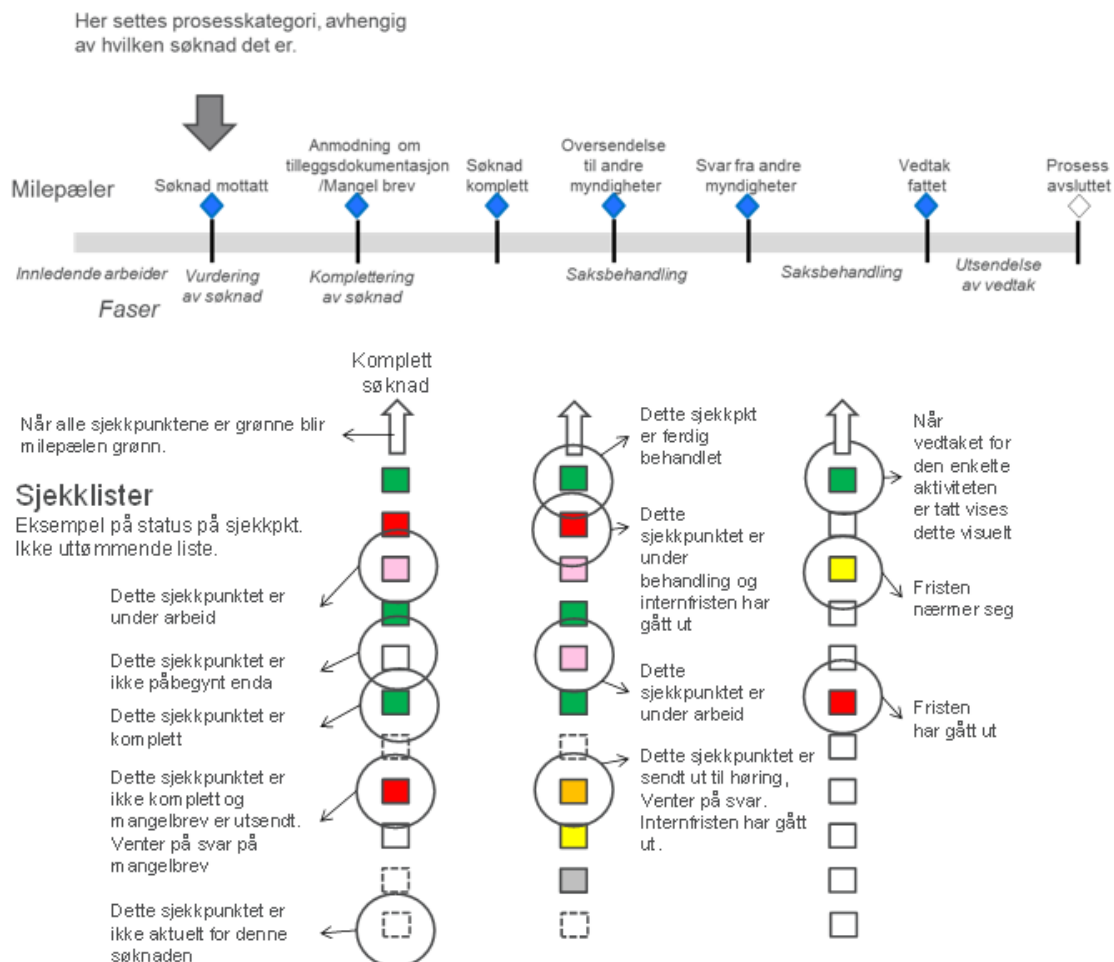 Her settes prosesskategori, avhengig
av hvilken søknad det er.
Milepæler
Søknad mottatt
Anmodning om
tilleggsdokumentasjon
/Mangel brev
Søknad
komplett
Oversendelse
til andre
myndigheter
Svar fra andre
myndigheter
Vedtak
fattet
Prosess
avsluttet
Innledende arbeider
Vurdering
av søknad
Komplettering
av søknad
Saksbehandling
Saksbehandling
Utsendelse
av vedtak
Faser
Komplett
søknad
Når alle sjekkpunktene er grønne blir
milepælen grønn.
Sjekklister
Eksempel på status på sjekkpkt.
Ikke uttømmende liste.
Dette sjekkpunktet er
under arbeid
Dette sjekkpunktet er
ikke påbegynt enda
Dette sjekkpunktet er
komplett
Dette sjekkpunktet er
ikke komplett og
mangelbrev er utsendt.
Venter på svar på
mangelbrev
Dette sjekkpunktet er
ikke aktuelt for denne
søknaden
Dette sjekkpkt
er ferdig
behandlet
Dette
sjekkpunktet er
under
behandling og
internfristen har
gått ut
Dette
sjekkpunktet er
under arbeid
Dette sjekkpunktet er
sendt ut til høring,
Venter på svar.
Internfristen har gått
ut.
Når
vedtaket for
den enkelte
aktiviteten
er tatt vises
dette visuelt
Fristen
nærmer seg
Fristen
har gått ut